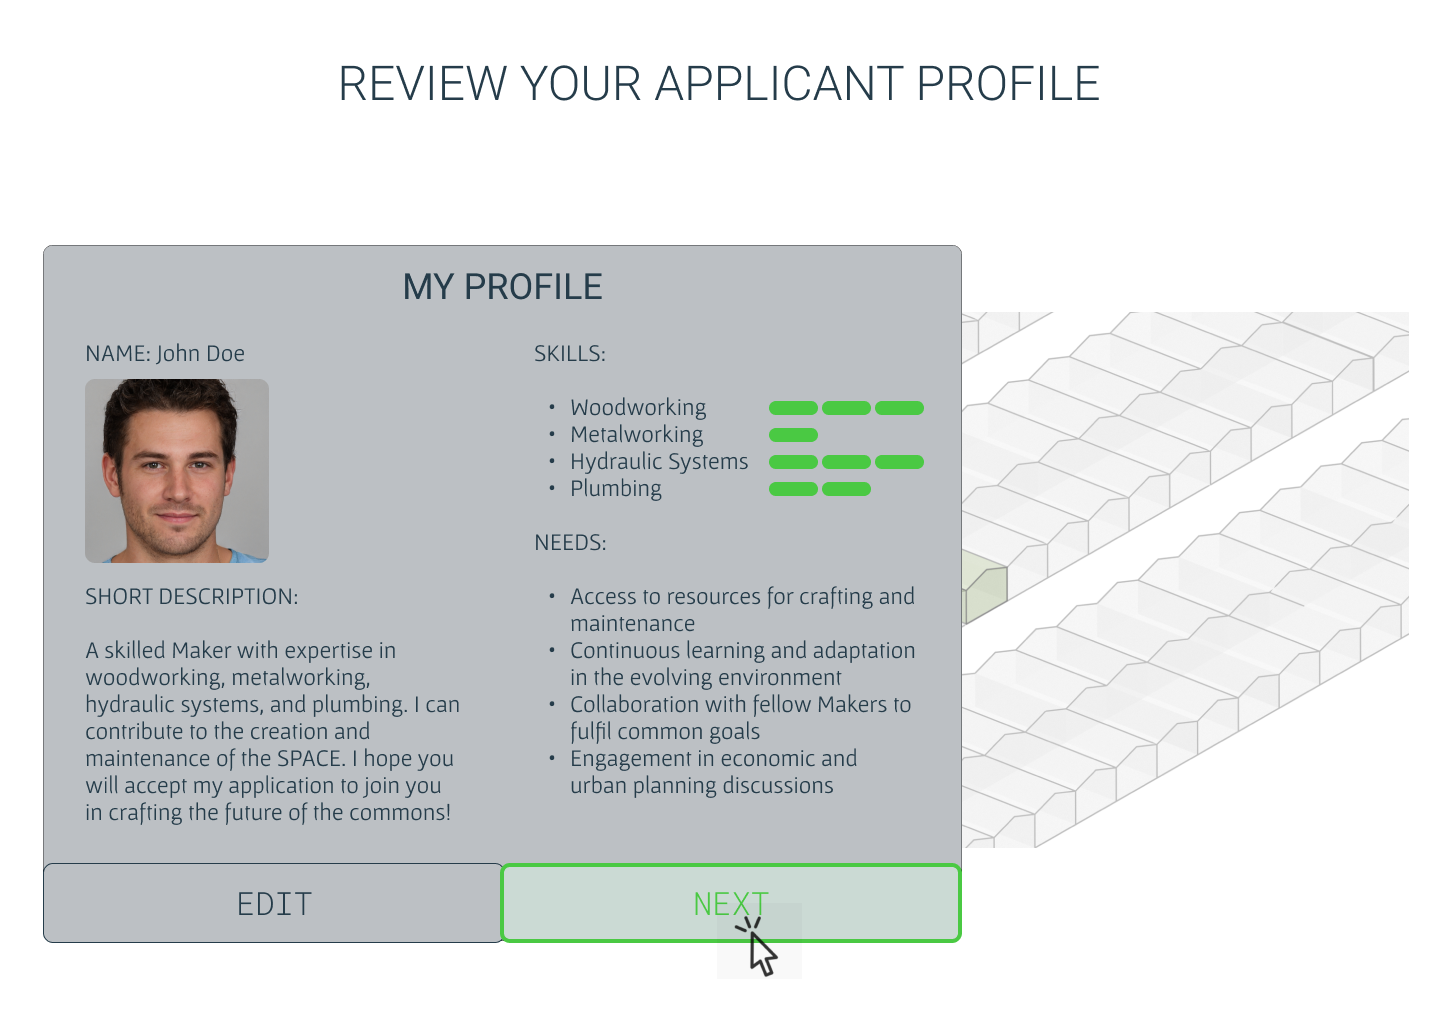 REVIEW YOUR APPLICANT PROFILE
MY PROFILE
NAME: John Doe
SHORT DESCRIPTION:
A skilled Maker with expertise in
woodworking, metalworking,
hydraulic systems, and plumbing. I can
contribute to the creation and
maintenance of the SPACE. I hope you
will accept my application to join you
in crafting the future of the commons!
SKILLS:
• Woodworking
• Metalworking
• Hydraulic Systems
• Plumbing
NEEDS:
• Access to resources for crafting and
maintenance
• Continuous learning and adaptation
in the evolving environment
• Collaboration with fellow Makers to
fulfil common goals
• Engagement in economic and
urban planning discussions
EDIT
NEXT